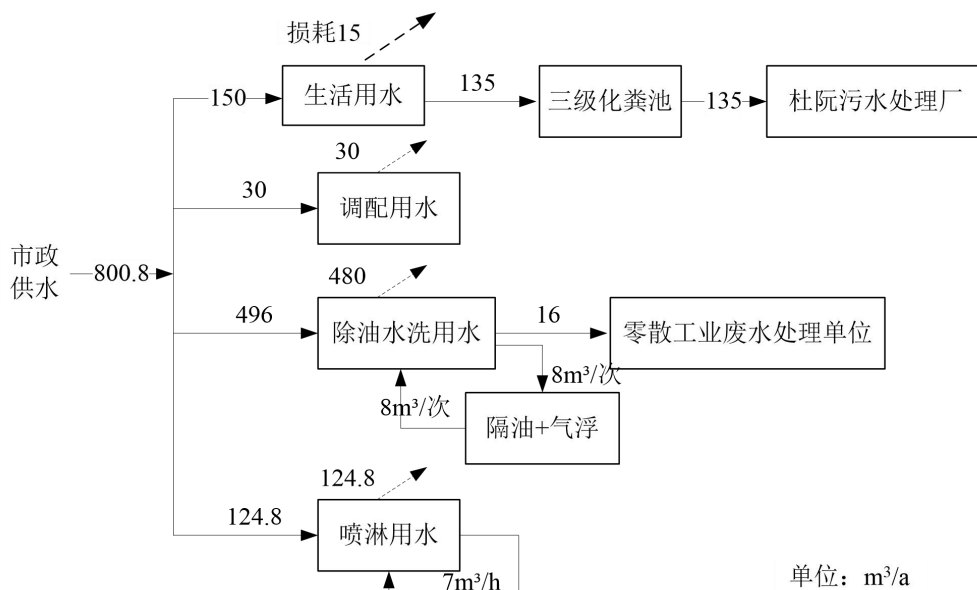 损耗15
150
生活用水
135
三级化粪池
135
杜阮污水处理厂
30
30
调配用水
市政
供水
800.8
480
496
除油水洗用水
16
零散工业废水处理单位
8m³/次
8m³/次
隔油+气浮
124.8
124.8
喷淋用水
7m³/h
单位：m³/a